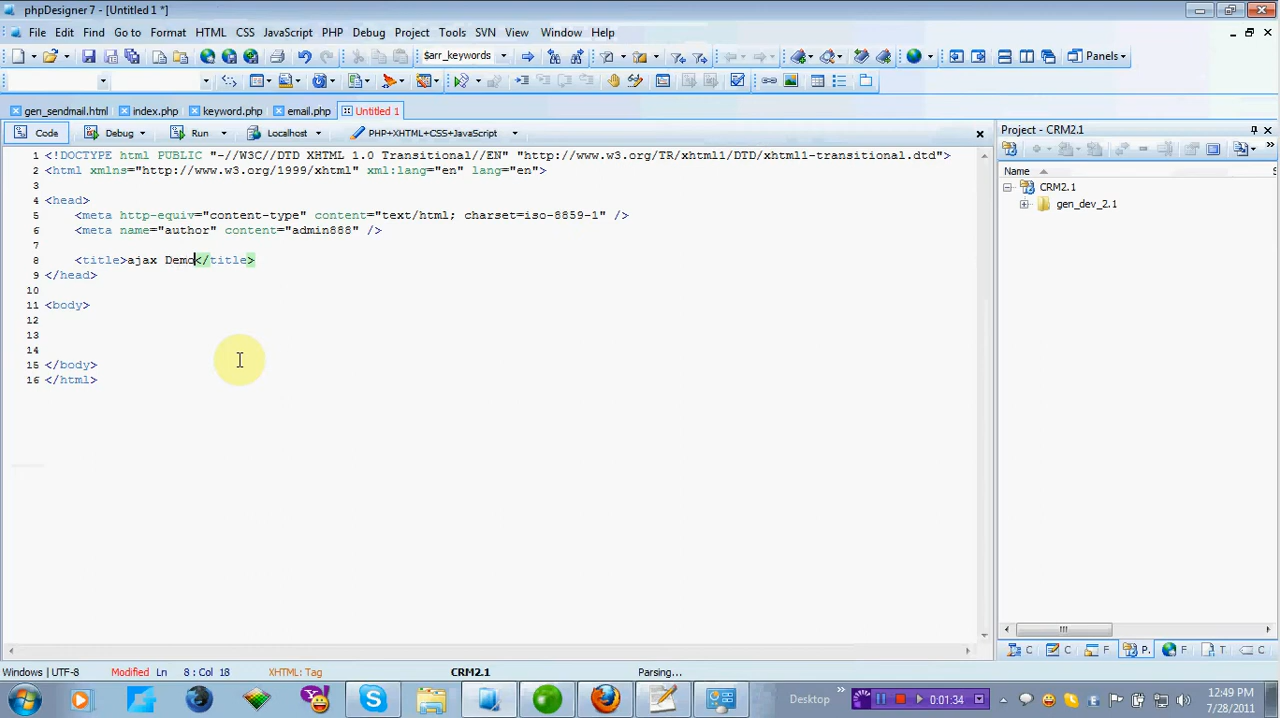 phpDesigner 7 - [Untitled 1 *]
File Edit Find Go to Format HTML CSS JavaScript PHP Debug Project Tools SVN View Window Help
$arr_keywords
Panels
gen_sendmail.html index.php keyword.php email.php Untitled 1
Code Debug Run Localhost PHP+XHTML+CSS+JavaScript
Project - CRM2.1
Name
CRM2.1
gen_dev_2.1
1 <!DOCTYPE html PUBLIC "-//W3C//DTD XHTML 1.0 Transitional//EN" "http://www.w3.org/TR/xhtml1/DTD/xhtml1-transitional.dtd">
2 <html xmlns="http://www.w3.org/1999/xhtml" xml:lang="en" lang="en">
3
4 <head>
5 <meta http-equiv="content-type" content="text/html; charset=iso-8859-1" />
6 <meta name="author" content="admin888" />
7
8 <title>ajax Demo</title>
9 </head>
10
11 <body>
12
13
14
15 </body>
16 </html>
C C F P. F T C
Windows | UTF-8 Modified Ln 8 : Col 18 XHTML: Tag CRM2.1 Parsing...
Desktop 0:01:34 12:49 PM
7/28/2011